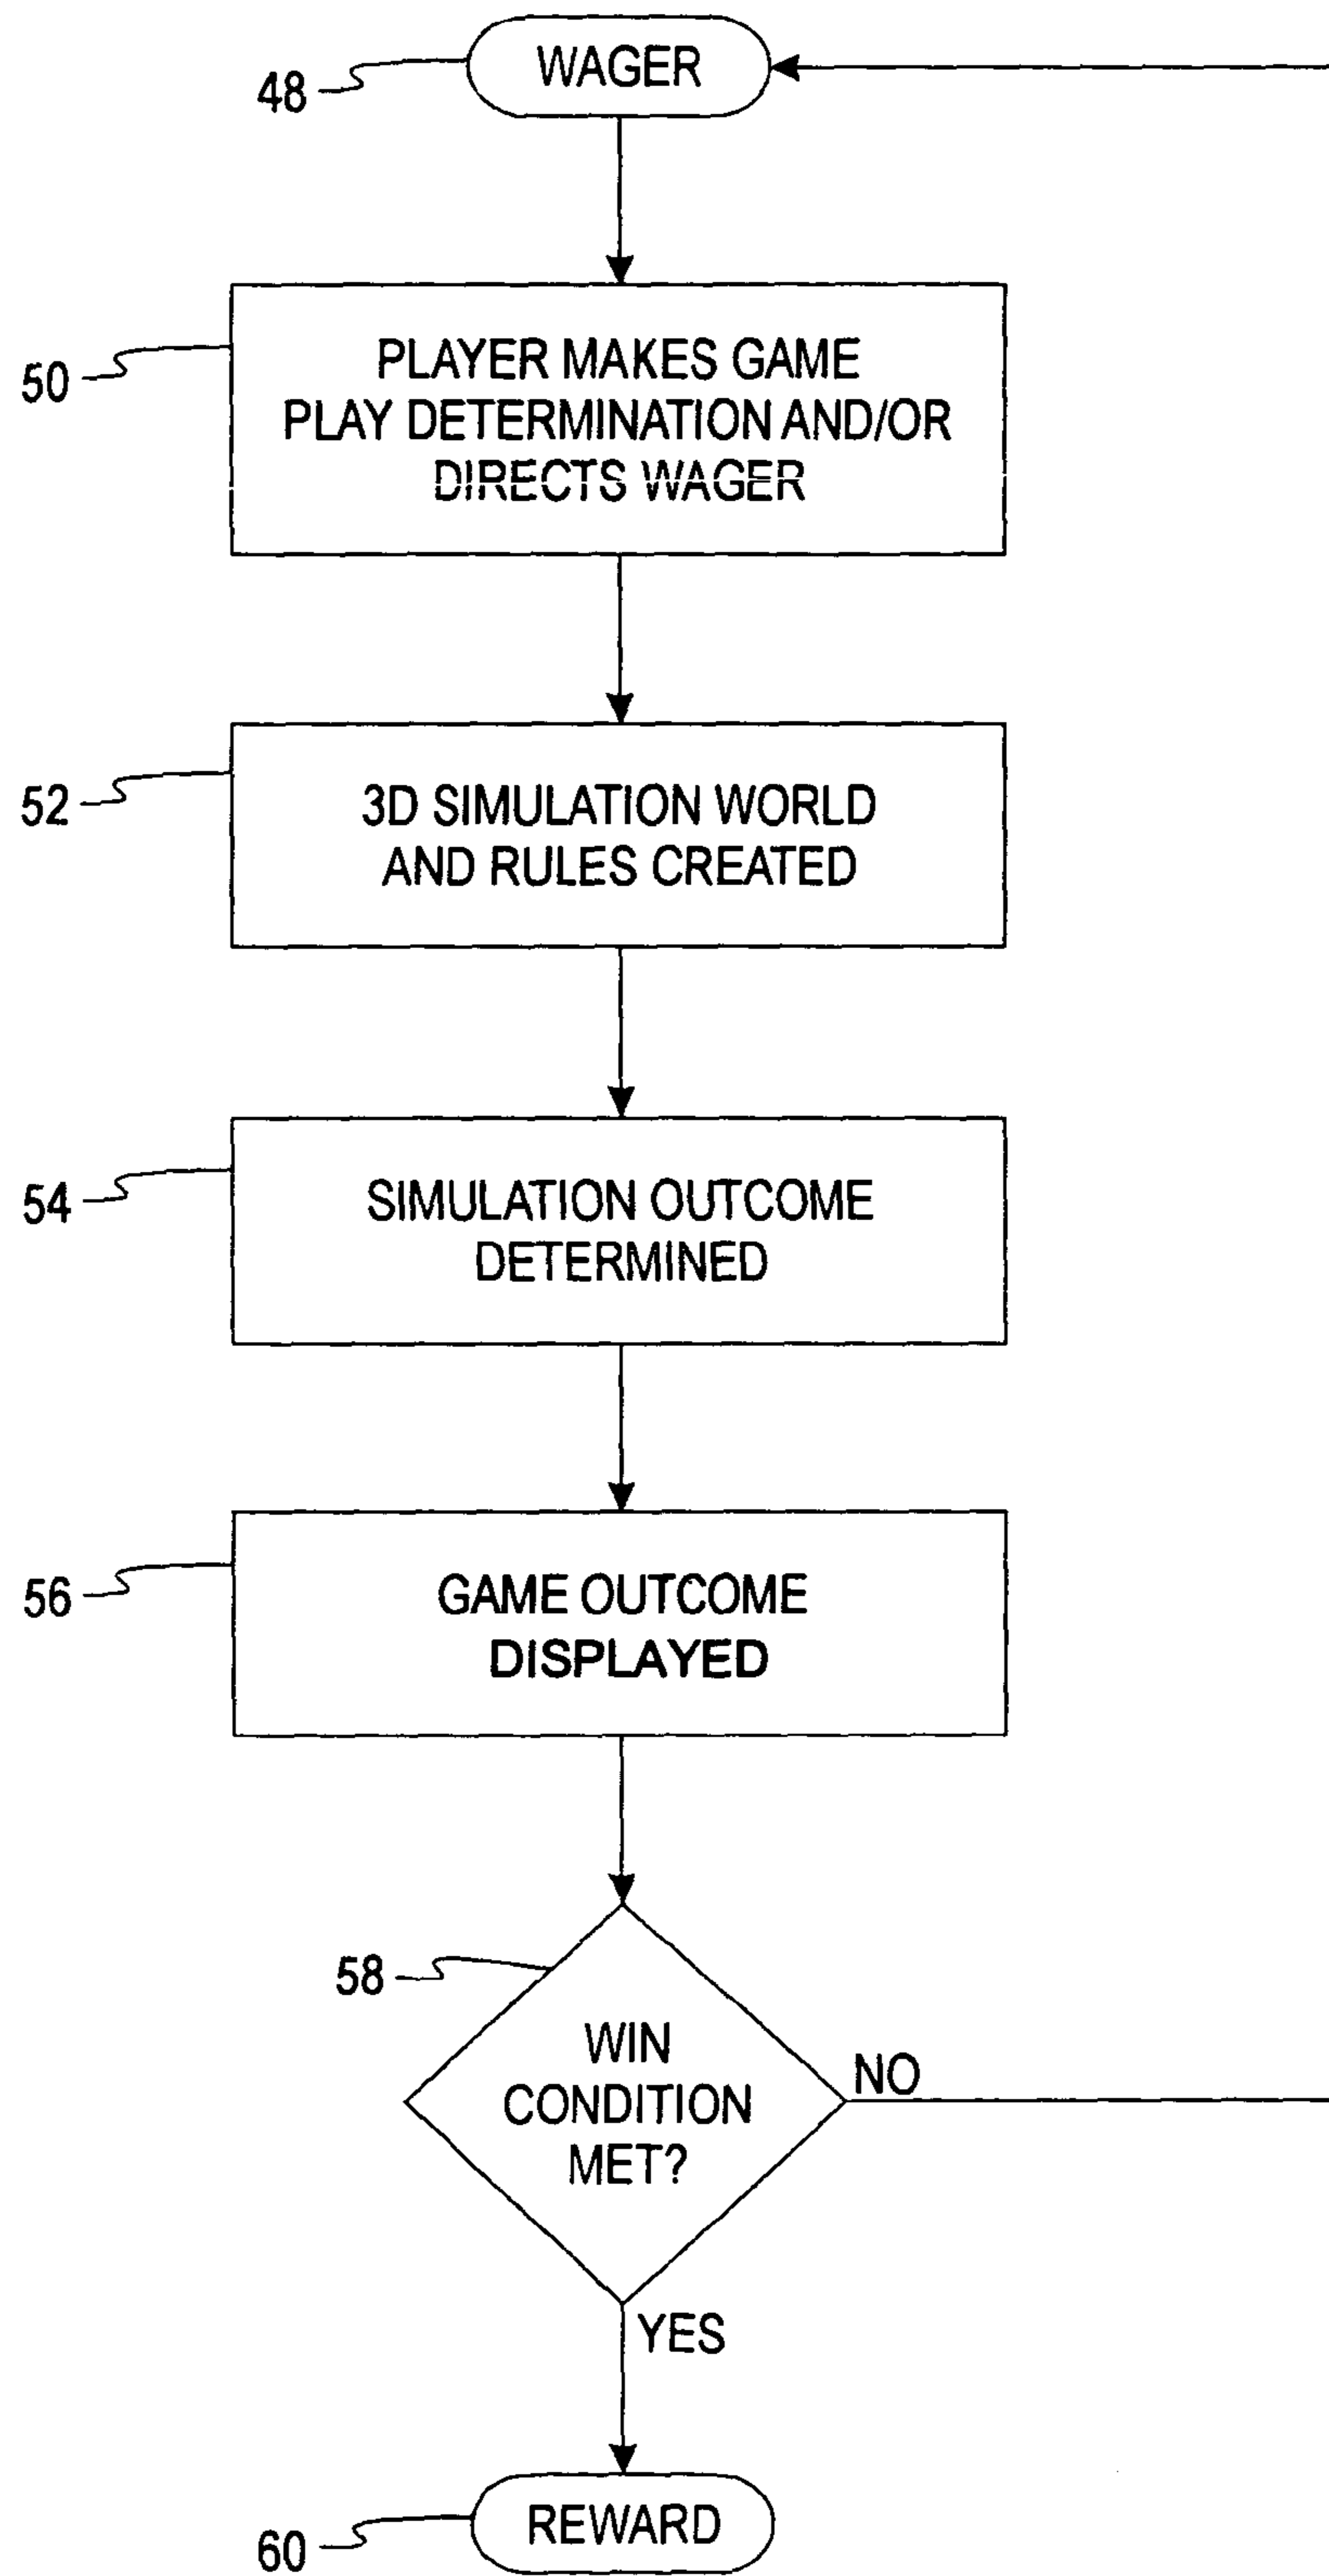 WAGER
48
PLAYER MAKES GAME
PLAY DETERMINATION AND/OR
DIRECTS WAGER
50
3D SIMULATION WORLD
AND RULES CREATED
52
SIMULATION OUTCOME
DETERMINED
54
GAME OUTCOME
DISPLAYED
56
58
WIN
CONDITION
MET?
NO
YES
REWARD
60